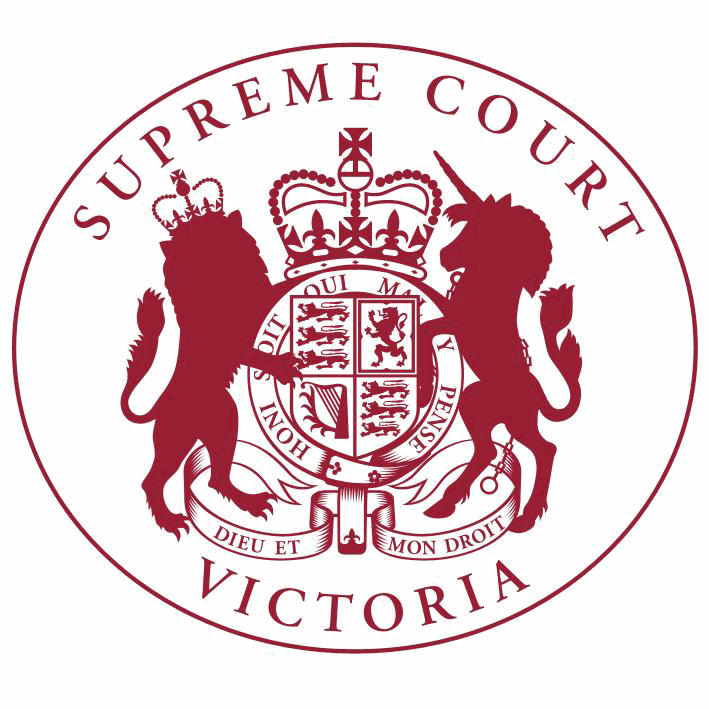 SUPREME COURT
HONI SOIT QUI MAL Y PENSE
DIEU ET MON DROIT
VICTORIA